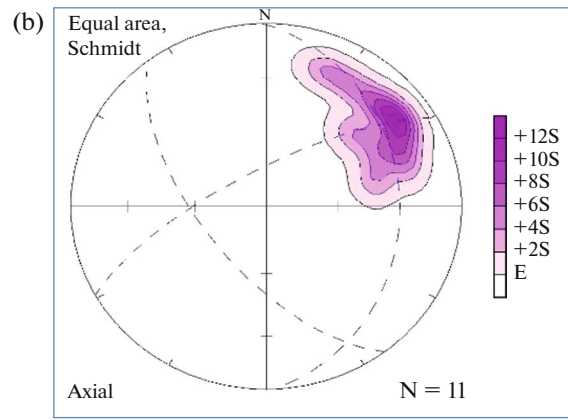 (b)
Equal area,
Schmidt
N
+12S
+10S
+8S
+6S
+4S
+2S
E
Axial
N = 11